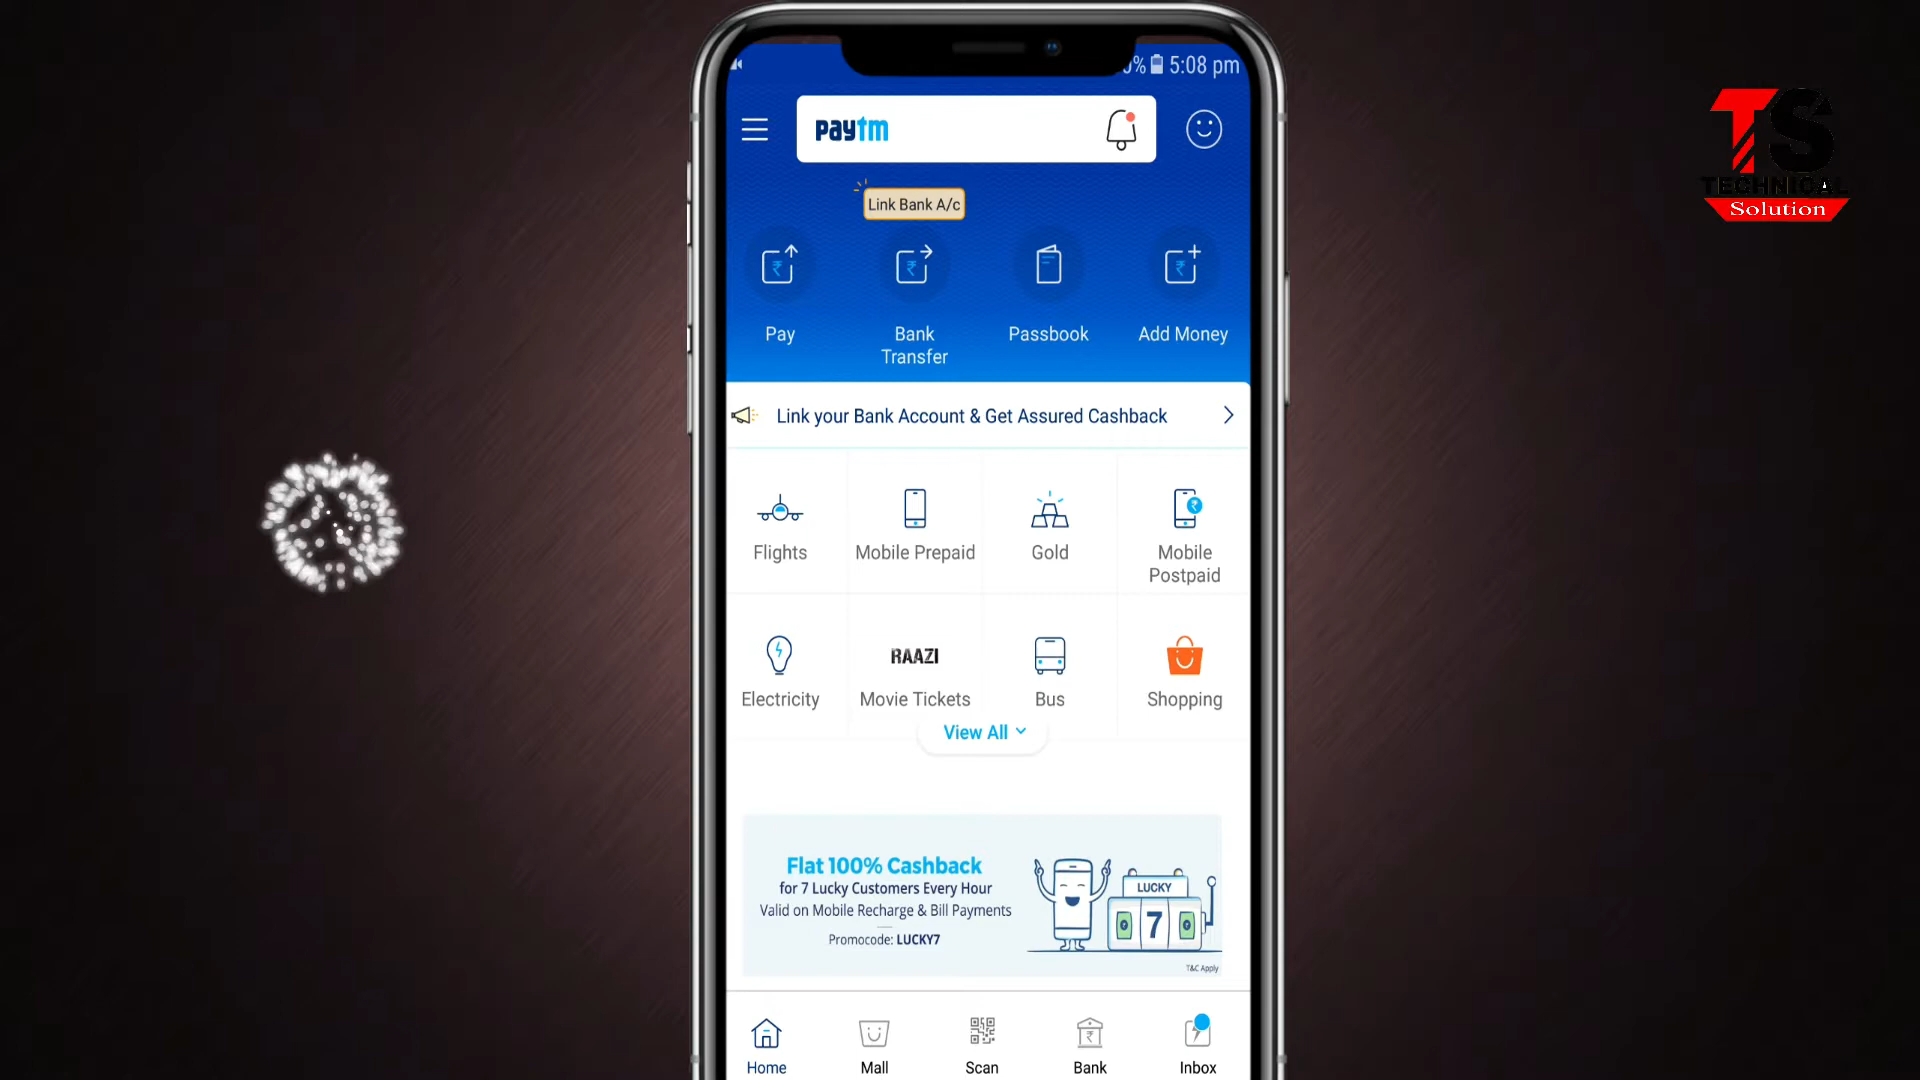 0% 5:08 pm
paytm
TS
TECHNICAL
Solution
Link Bank A/c
Pay
Bank
Transfer
Passbook
Add Money
Link your Bank Account & Get Assured Cashback
Flights
Mobile Prepaid
Gold
Mobile
Postpaid
Electricity
RAAZI
Movie Tickets
Bus
Shopping
View All
Flat 100% Cashback
for 7 Lucky Customers Every Hour
Valid on Mobile Recharge & Bill Payments
Promocode: LUCKY7
LUCKY
7
T&C Apply
Home
Mall
Scan
Bank
Inbox